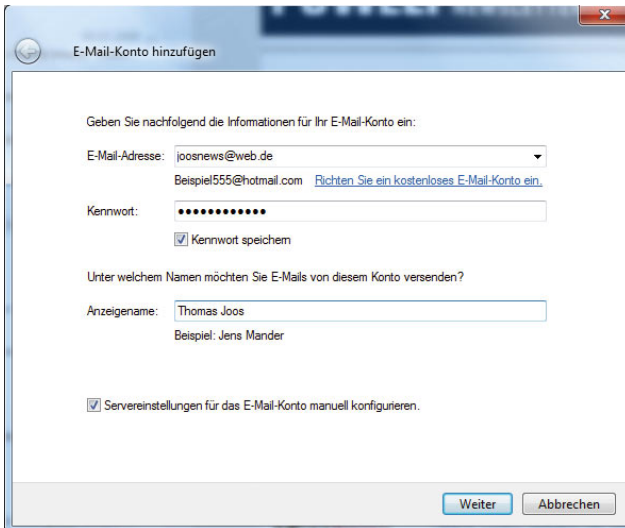 E-Mail-Konto hinzufügen
Geben Sie nachfolgend die Informationen für Ihr E-Mail-Konto ein:
E-Mail-Adresse: joosnews@web.de
Beispiel555@hotmail.com Richten Sie ein kostenloses E-Mail-Konto ein.
Kennwort: ••••••••••••
Kennwort speichern
Unter welchem Namen möchten Sie E-Mails von diesem Konto versenden?
Anzeigename: Thomas Joos
Beispiel: Jens Mander
Servereinstellungen für das E-Mail-Konto manuell konfigurieren.
Weiter Abbrechen